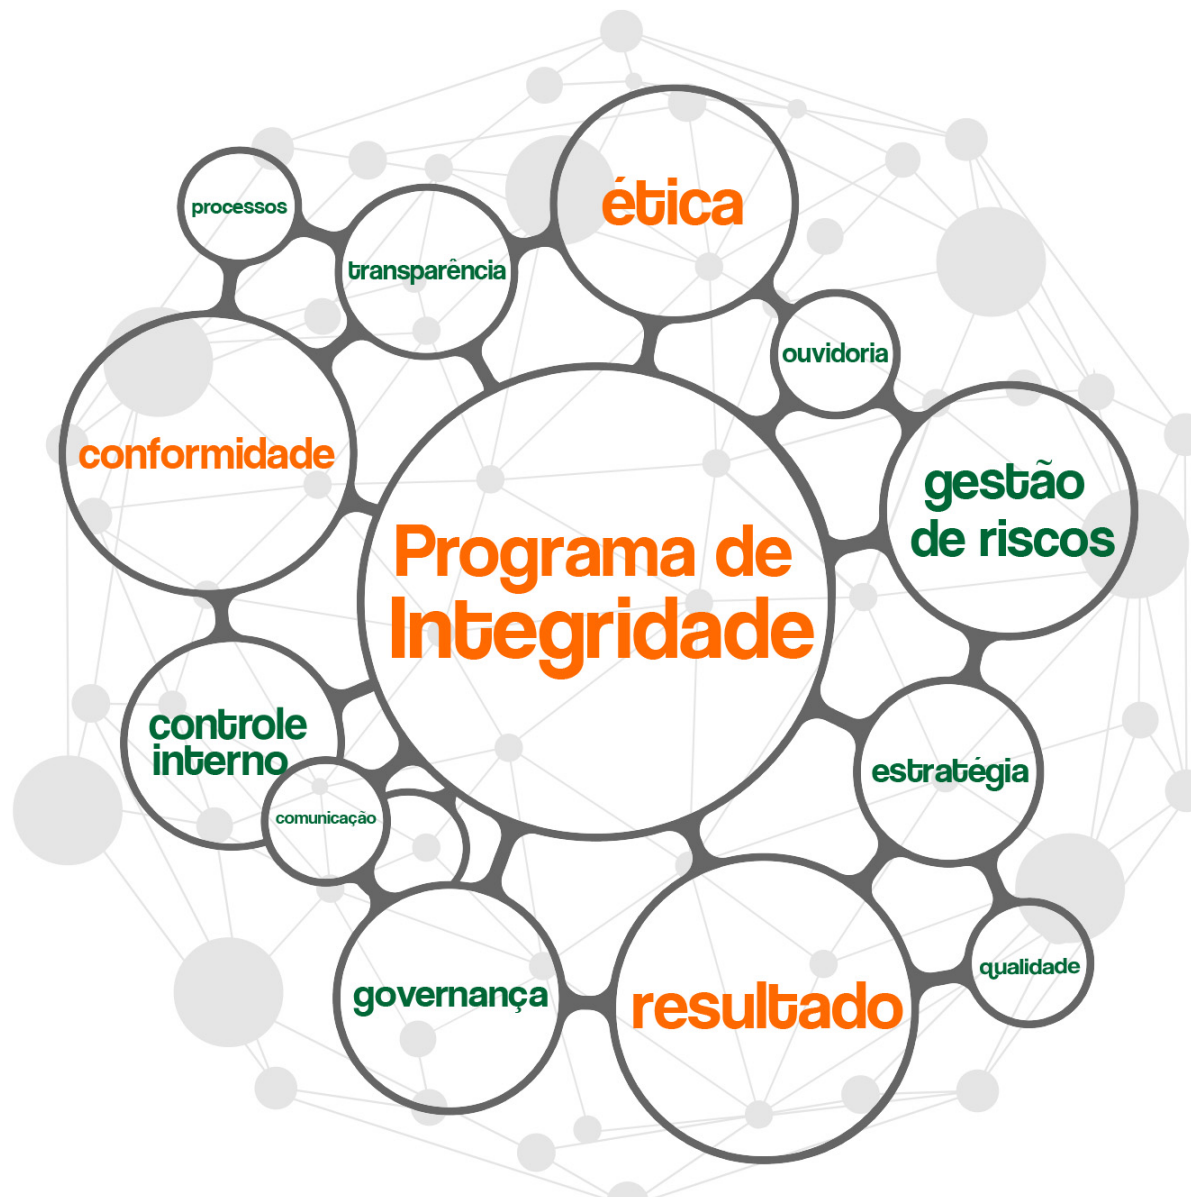 ética
processos
transparência
ouvidoria
conformidade
gestão
de riscos
Programa de
Integridade
controle
interno
estratégia
comunicação
qualidade
governança
resultado